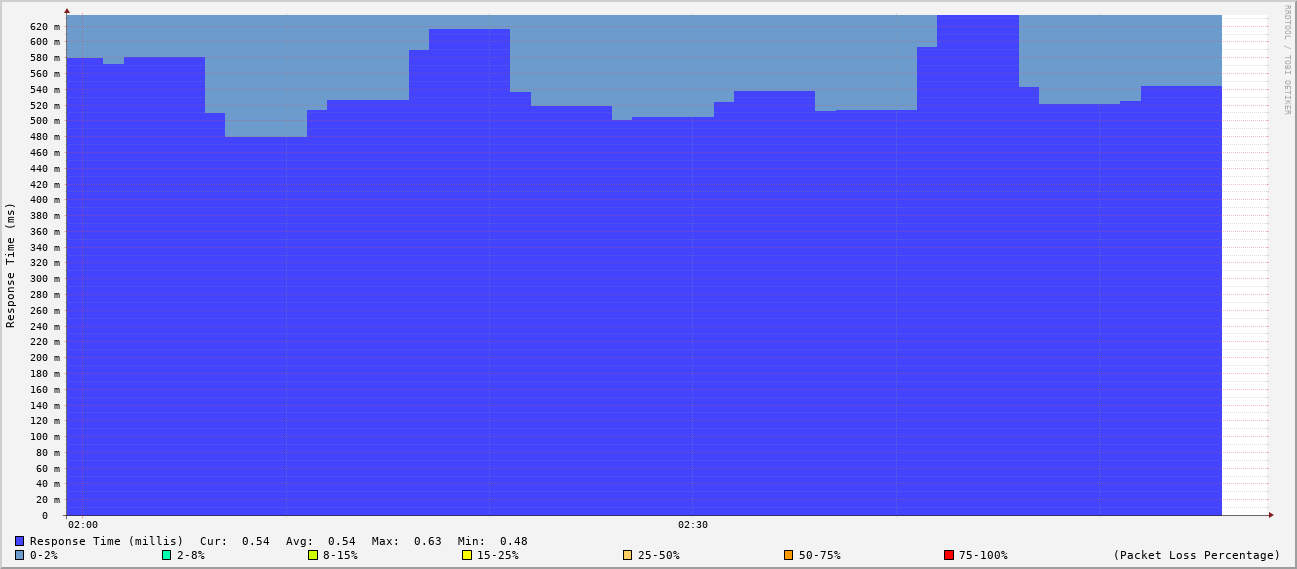 RRDTOOL / TOBI OETIKER
Response Time (ms)
620 m
600 m
580 m
560 m
540 m
520 m
500 m
480 m
460 m
440 m
420 m
400 m
380 m
360 m
340 m
320 m
300 m
280 m
260 m
240 m
220 m
200 m
180 m
160 m
140 m
120 m
100 m
80 m
60 m
40 m
20 m
0
02:00 02:30
Response Time (millis) Cur: 0.54 Avg: 0.54 Max: 0.63 Min: 0.48
0-2% 2-8% 8-15% 15-25% 25-50% 50-75% 75-100% (Packet Loss Percentage)